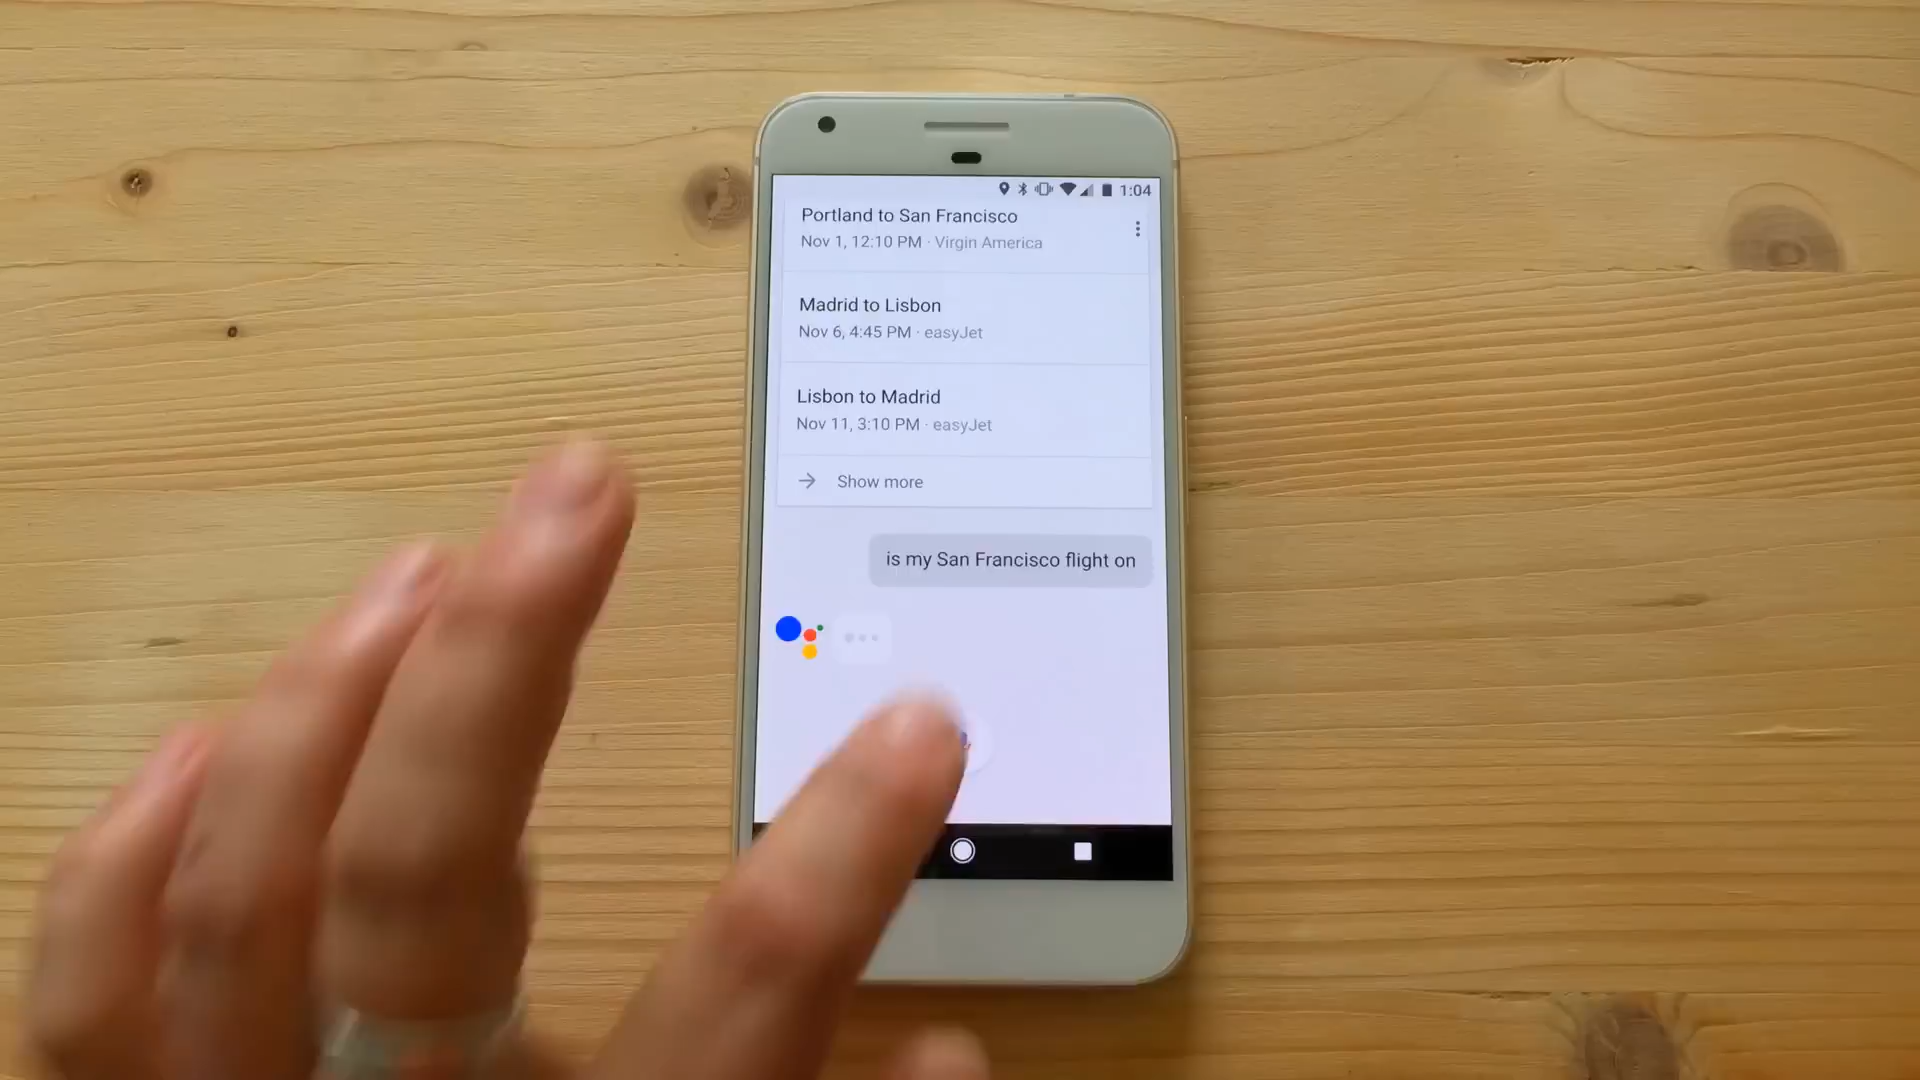 1:04
Portland to San Francisco
Nov 1, 12:10 PM · Virgin America
Madrid to Lisbon
Nov 6, 4:45 PM · easyJet
Lisbon to Madrid
Nov 11, 3:10 PM · easyJet
Show more
is my San Francisco flight on